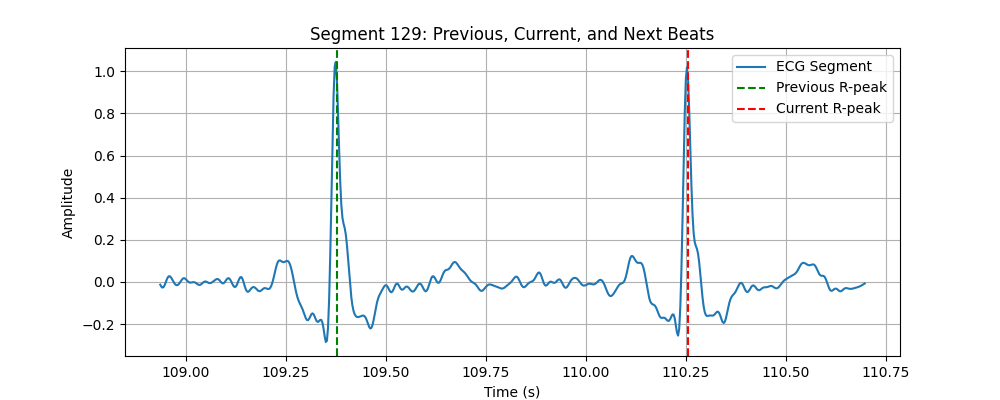 Segment 129: Previous, Current, and Next Beats
ECG Segment
Previous R-peak
Current R-peak
1.0
0.8
0.6
0.4
0.2
0.0
−0.2
Amplitude
109.00 109.25 109.50 109.75 110.00 110.25 110.50 110.75
Time (s)